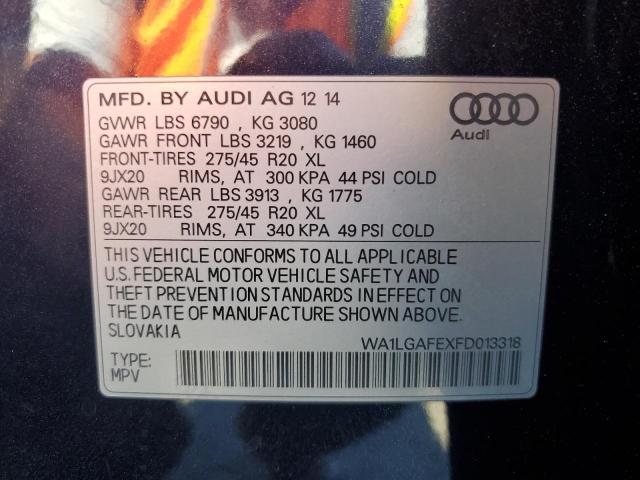 MFD. BY AUDI AG 12 14
GVWR LBS 6790 , KG 3080
GAWR FRONT LBS 3219 , KG 1460
FRONT-TIRES 275/45 R20 XL
9JX20 RIMS, AT 300 KPA 44 PSI COLD
GAWR REAR LBS 3913 , KG 1775
REAR-TIRES 275/45 R20 XL
9JX20 RIMS, AT 340 KPA 49 PSI COLD
Audi
THIS VEHICLE CONFORMS TO ALL APPLICABLE
U.S. FEDERAL MOTOR VEHICLE SAFETY AND
THEFT PREVENTION STANDARDS IN EFFECT ON
THE DATE OF MANUFACTURE SHOWN ABOVE.
SLOVAKIA
WA1LGAFEXFD013318
TYPE:
MPV